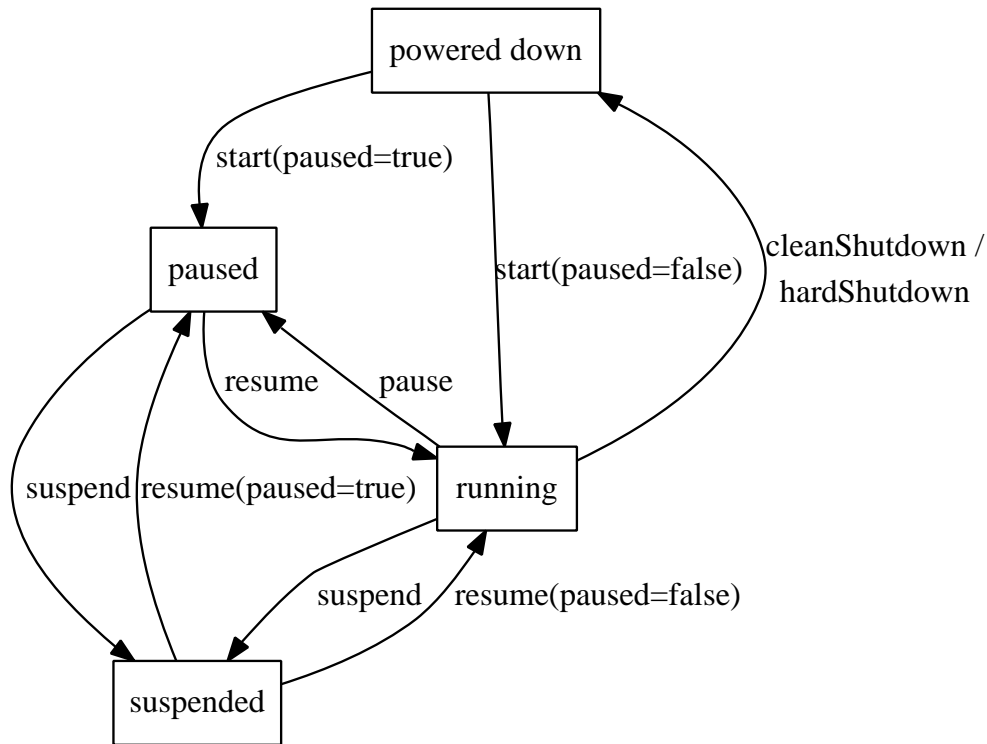 powered down
start(paused=true)
cleanShutdown /
hardShutdown
start(paused=false)
paused
resume
pause
suspend
resume(paused=true)
running
suspend
resume(paused=false)
suspended